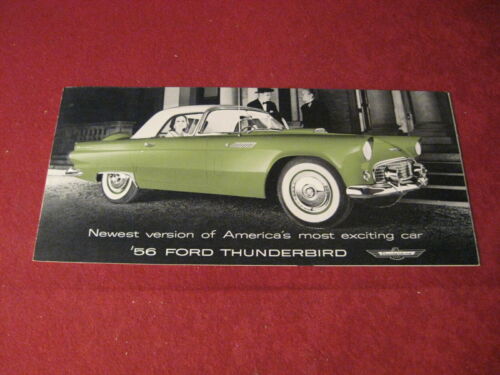 Newest version of America's most exciting car
'56 FORD THUNDERBIRD